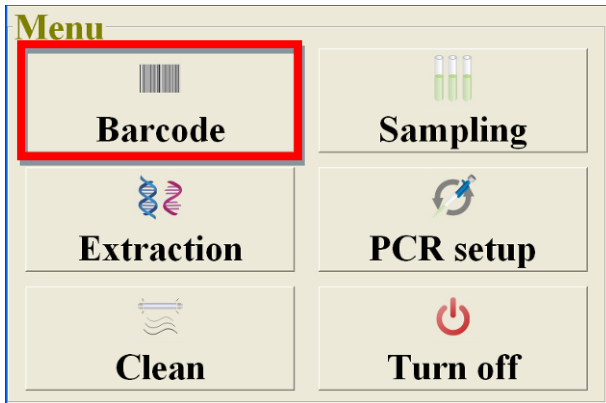 Menu
Barcode
Sampling
Extraction
PCR setup
Clean
Turn off